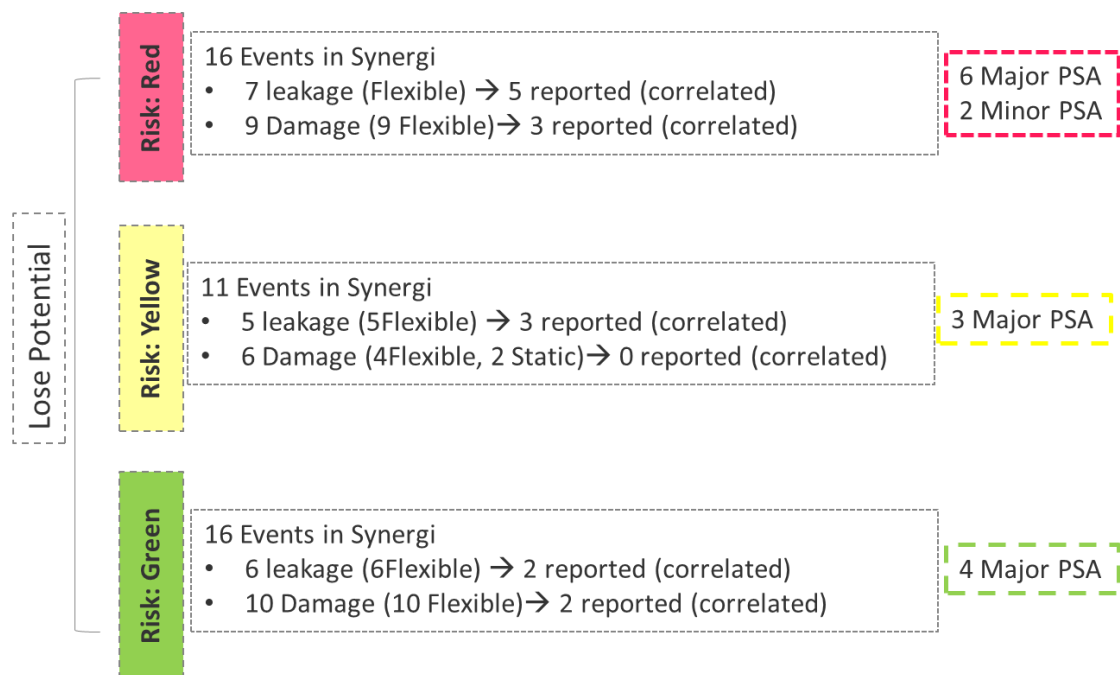 Lose Potential
Risk: Red
16 Events in Synergi
• 7 leakage (Flexible) → 5 reported (correlated)
• 9 Damage (9 Flexible)→ 3 reported (correlated)
6 Major PSA
2 Minor PSA
Risk: Yellow
11 Events in Synergi
• 5 leakage (5Flexible) → 3 reported (correlated)
• 6 Damage (4Flexible, 2 Static)→ 0 reported (correlated)
3 Major PSA
Risk: Green
16 Events in Synergi
• 6 leakage (6Flexible) → 2 reported (correlated)
• 10 Damage (10 Flexible)→ 2 reported (correlated)
4 Major PSA